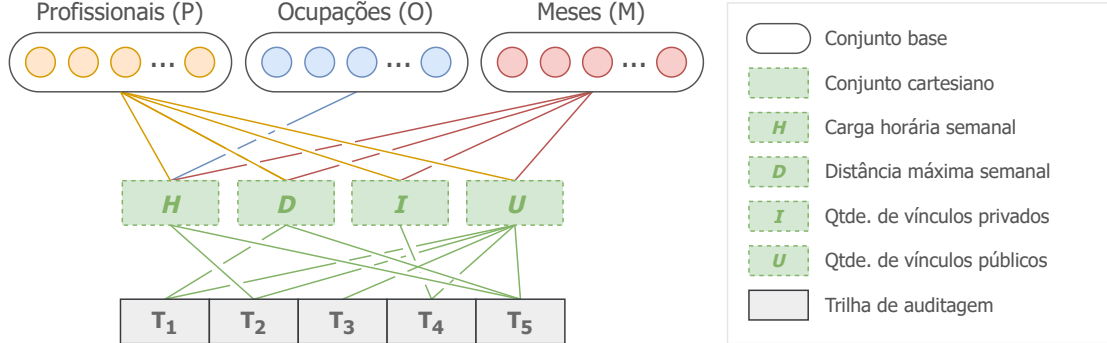 Profissionais (P)
Ocupações (O)
Meses (M)
...
...
...
H
D
I
U
T1
T2
T3
T4
T5
Conjunto base
Conjunto cartesiano
H
Carga horária semanal
D
Distância máxima semanal
I
Qtde. de vínculos privados
U
Qtde. de vínculos públicos
Trilha de auditagem